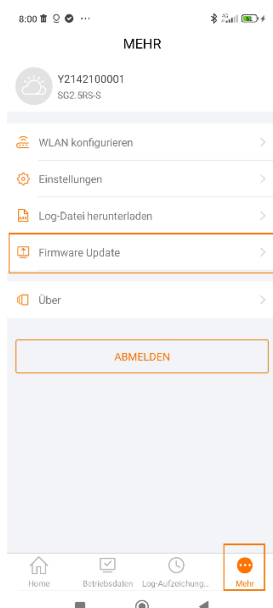 8:00
MEHR
Y2142100001
SG2.5RS-S
WLAN konfigurieren
Einstellungen
Log-Datei herunterladen
Firmware Update
Über
ABMELDEN
Home Betriebsdaten Log-Aufzeichung... Mehr